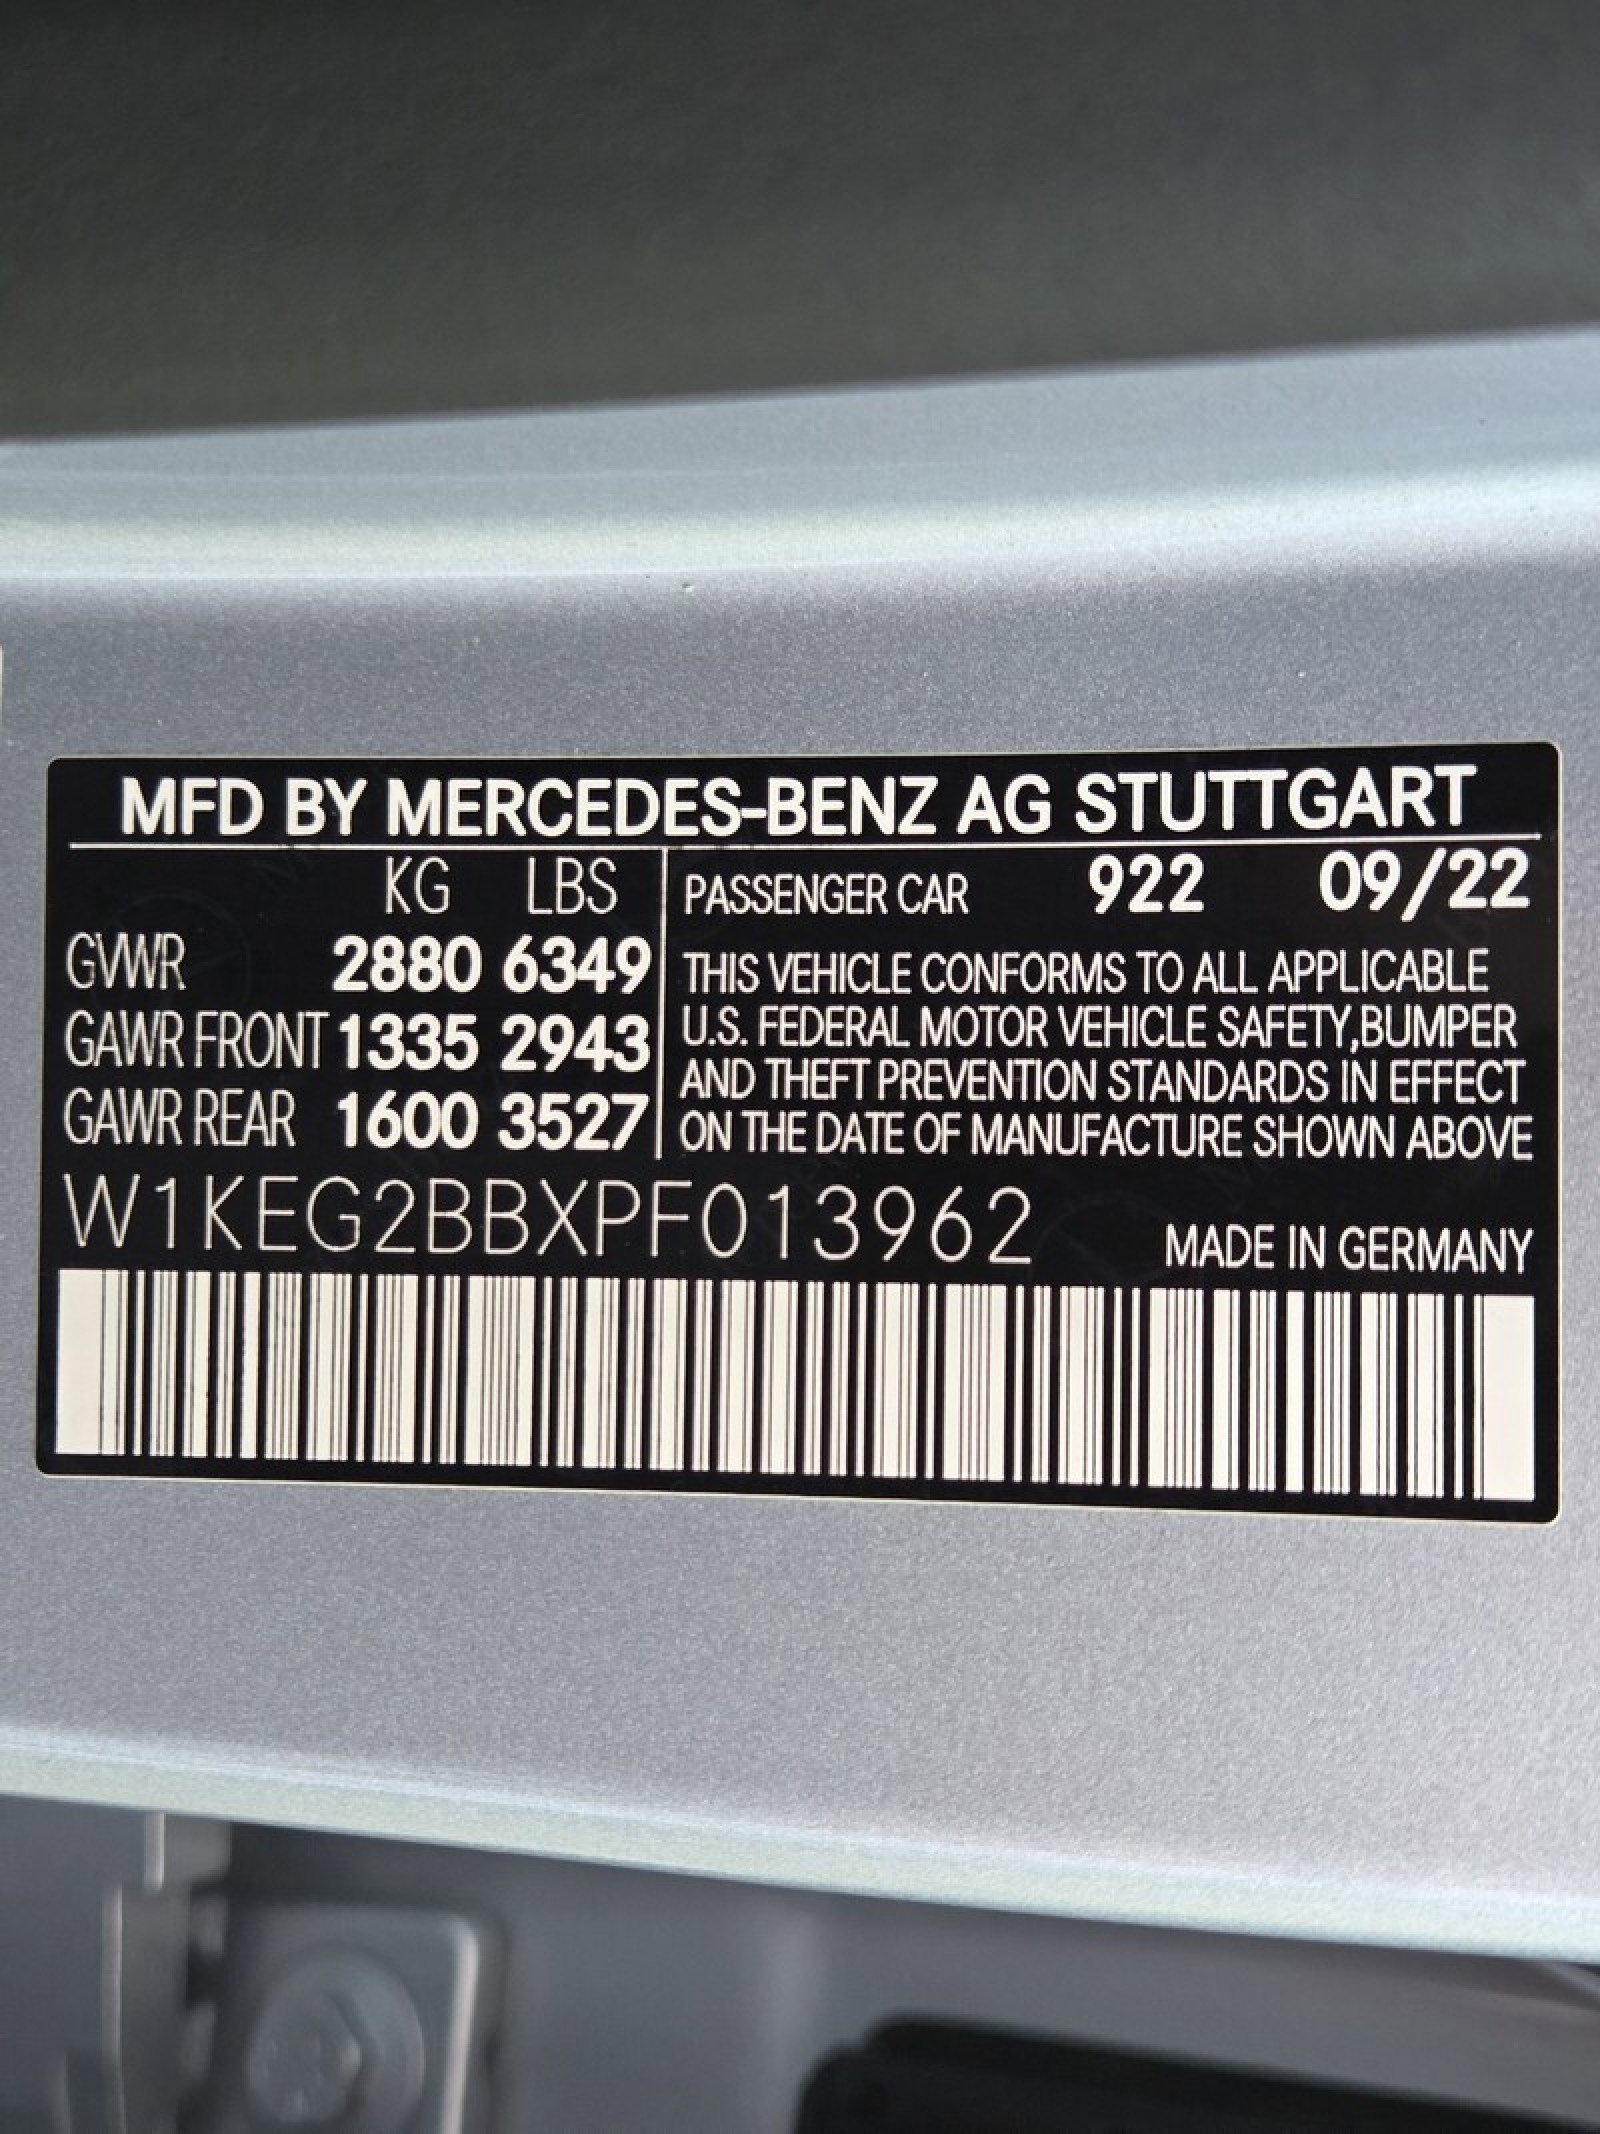 MFD BY MERCEDES-BENZ AG STUTTGART
KG LBS
GVWR 2880 6349
GAWR FRONT 1335 2943
GAWR REAR 1600 3527
PASSENGER CAR 922 09/22
THIS VEHICLE CONFORMS TO ALL APPLICABLE
U.S. FEDERAL MOTOR VEHICLE SAFETY,BUMPER
AND THEFT PREVENTION STANDARDS IN EFFECT
ON THE DATE OF MANUFACTURE SHOWN ABOVE
W1KEG2BBXPF013962
MADE IN GERMANY